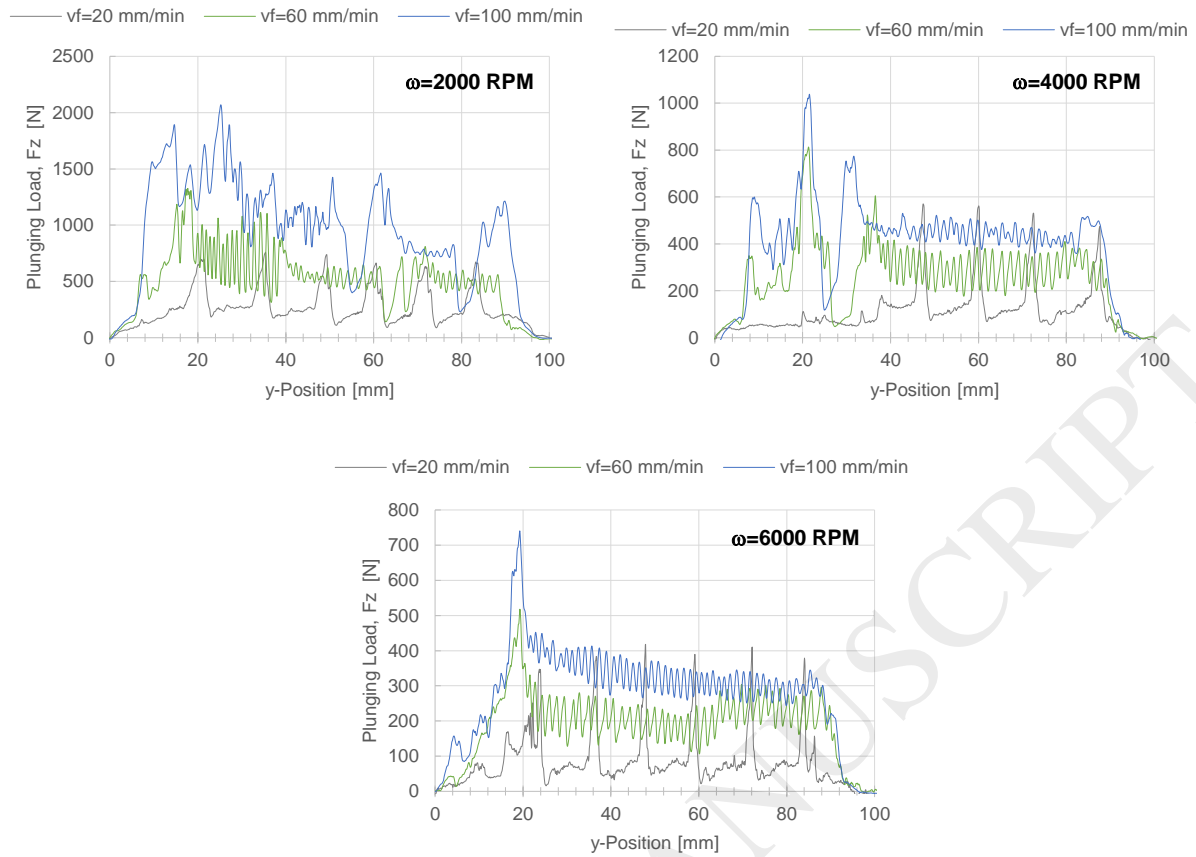 vf=20 mm/min vf=60 mm/min vf=100 mm/min
ω=2000 RPM
Plunging Load, Fz [N]
2500
2000
1500
1000
500
0
0 20 40 60 80 100
y-Position [mm]
vf=20 mm/min vf=60 mm/min vf=100 mm/min
ω=4000 RPM
Plunging Load, Fz [N]
1200
1000
800
600
400
200
0
0 20 40 60 80 100
y-Position [mm]
vf=20 mm/min vf=60 mm/min vf=100 mm/min
ω=6000 RPM
Plunging Load, Fz [N]
800
700
600
500
400
300
200
100
0
0 20 40 60 80 100
y-Position [mm]
ANUSCRIPT